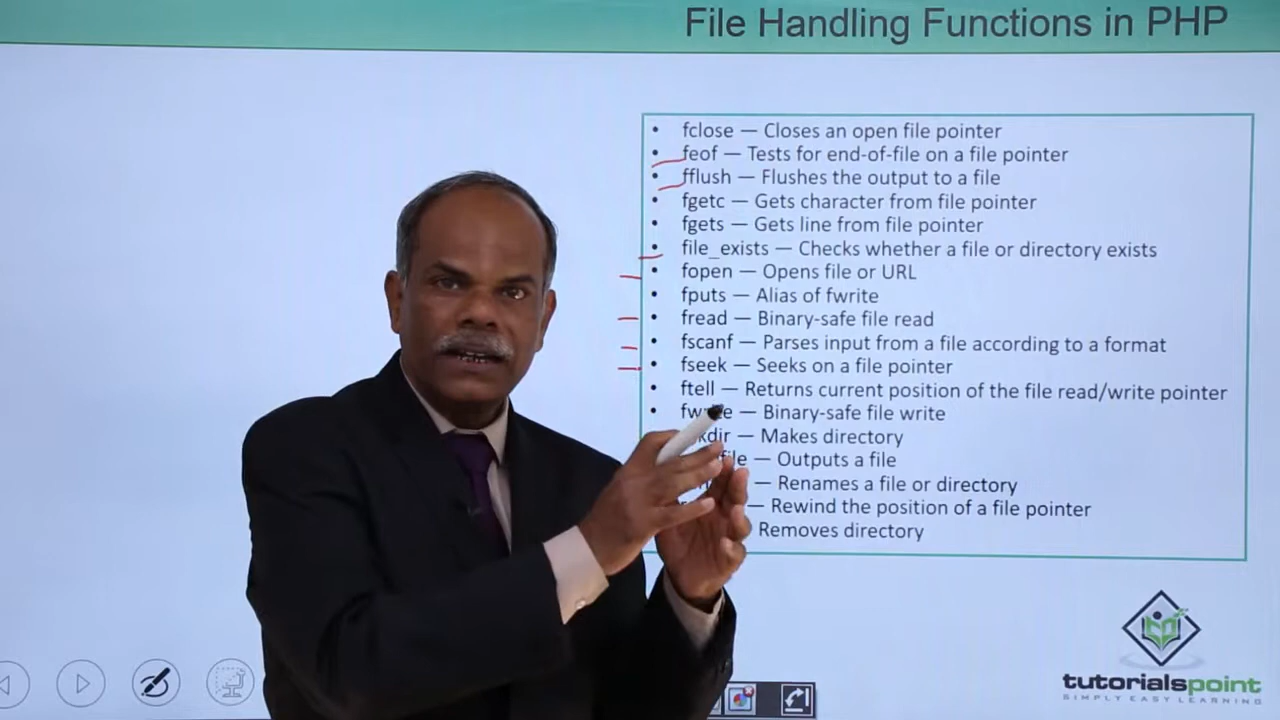 File Handling Functions in PHP
• fclose — Closes an open file pointer
• feof — Tests for end-of-file on a file pointer
• fflush — Flushes the output to a file
• fgetc — Gets character from file pointer
• fgets — Gets line from file pointer
• file_exists — Checks whether a file or directory exists
• fopen — Opens file or URL
• fputs — Alias of fwrite
• fread — Binary-safe file read
• fscanf — Parses input from a file according to a format
• fseek — Seeks on a file pointer
• ftell — Returns current position of the file read/write pointer
• — Binary-safe file write
— Makes directory
— Outputs a file
— Renames a file or directory
— Rewind the position of a file pointer
Removes directory
tutorialspoint
SIMPLY EASY LEARNING